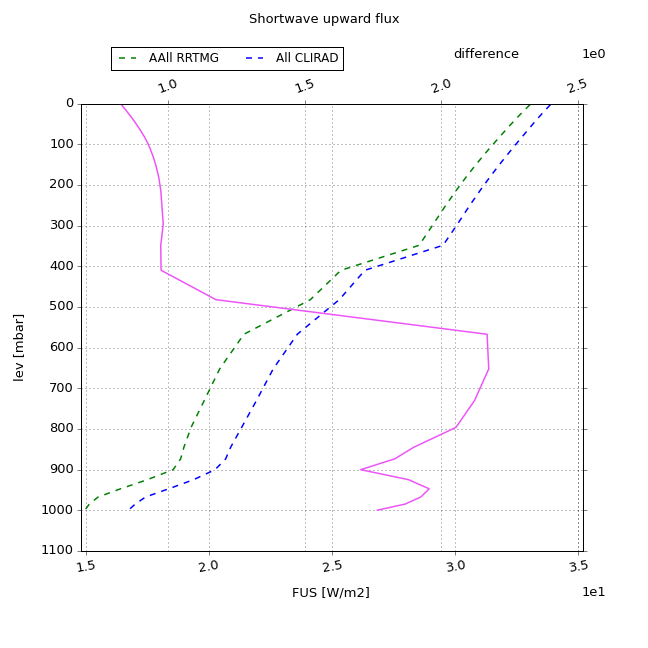 Shortwave upward flux
AAll RRTMG All CLIRAD
difference 1e0
1.0 1.5 2.0 2.5
0
100
200
300
400
500
600
700
800
900
1000
1100
lev [mbar]
1.5 2.0 2.5 3.0 3.5
FUS [W/m2] 1e1